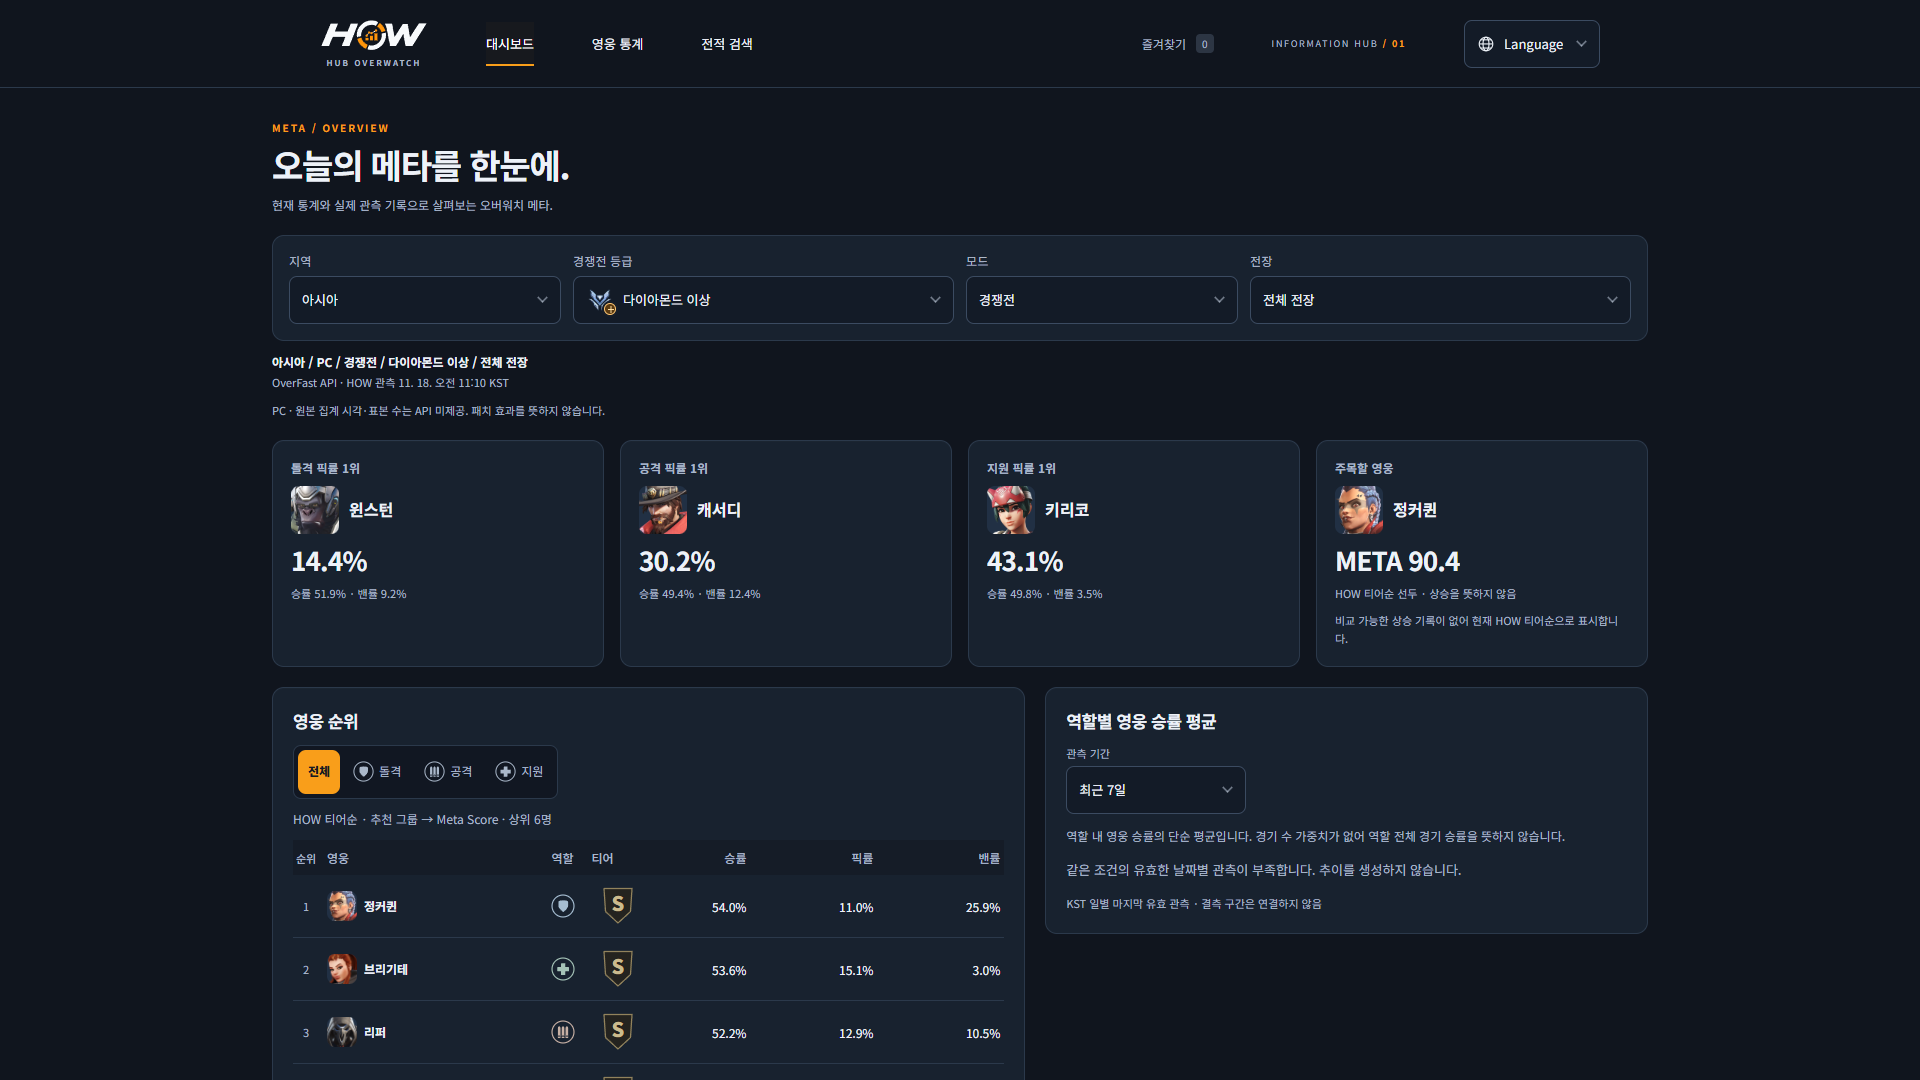 HOW
HUB OVERWATCH
대시보드
영웅 통계
전적 검색
즐겨찾기 0
INFORMATION HUB / 01
Language
META / OVERVIEW
오늘의 메타를 한눈에.
현재 통계와 실제 관측 기록으로 살펴보는 오버워치 메타.
지역
경쟁전 등급
모드
전장
아시아
다이아몬드 이상
경쟁전
전체 전장
아시아 / PC / 경쟁전 / 다이아몬드 이상 / 전체 전장
OverFast API · HOW 관측 11. 18. 오전 11:10 KST
PC · 원본 집계 시각·표본 수는 API 미제공. 패치 효과를 뜻하지 않습니다.
돌격 픽률 1위
윈스턴
14.4%
승률 51.9% · 밴률 9.2%
공격 픽률 1위
캐서디
30.2%
승률 49.4% · 밴률 12.4%
지원 픽률 1위
키리코
43.1%
승률 49.8% · 밴률 3.5%
주목할 영웅
정커퀸
META 90.4
HOW 티어순 선두 · 상승을 뜻하지 않음
비교 가능한 상승 기록이 없어 현재 HOW 티어순으로 표시합니
다.
영웅 순위
전체 돌격 공격 지원
HOW 티어순 · 추천 그룹 → Meta Score · 상위 6명
순위 영웅 역할 티어 승률 픽률 밴률
1 정커퀸 S 54.0% 11.0% 25.9%
2 브리기테 S 53.6% 15.1% 3.0%
3 리퍼 S 52.2% 12.9% 10.5%
역할별 영웅 승률 평균
관측 기간
최근 7일
역할 내 영웅 승률의 단순 평균입니다. 경기 수 가중치가 없어 역할 전체 경기 승률을 뜻하지 않습니다.
같은 조건의 유효한 날짜별 관측이 부족합니다. 추이를 생성하지 않습니다.
KST 일별 마지막 유효 관측 · 결측 구간은 연결하지 않음